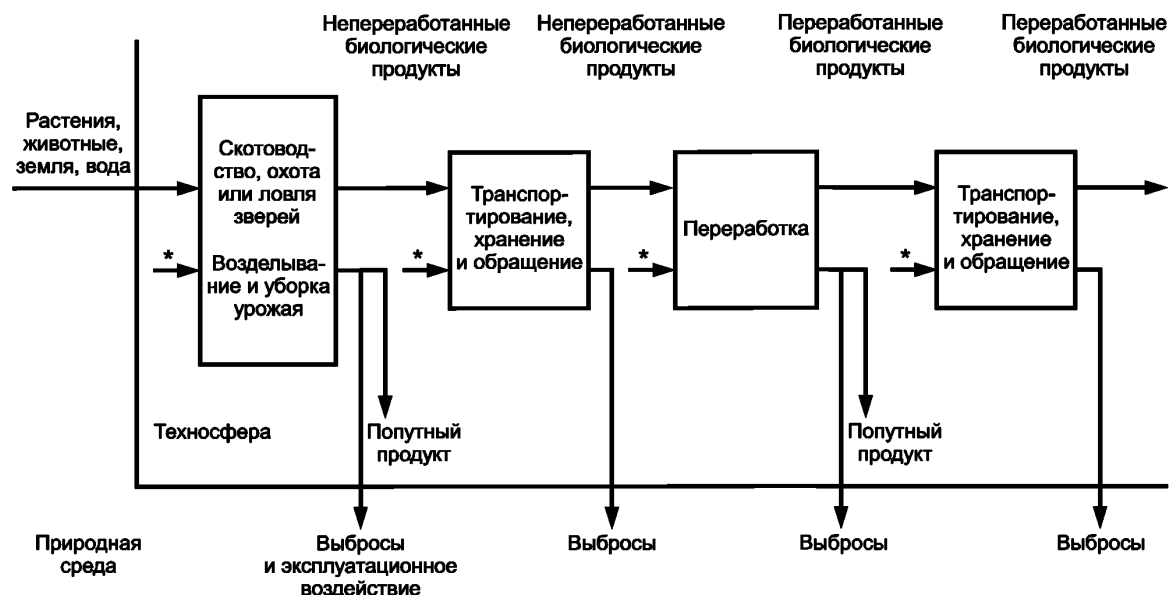 Непереработанные
биологические
продукты
Непереработанные
биологические
продукты
Переработанные
биологические
продукты
Переработанные
биологические
продукты
Растения,
животные,
земля, вода
Скотовод-
ство, охота
или ловля
зверей
*
Возделыва-
ние и уборка
урожая
*
Транспор-
тирование,
хранение
и обращение
*
Переработка
*
Транспор-
тирование,
хранение
и обращение
Техносфера
Попутный
продукт
Попутный
продукт
Природная
среда
Выбросы
и эксплуатационное
воздействие
Выбросы
Выбросы
Выбросы